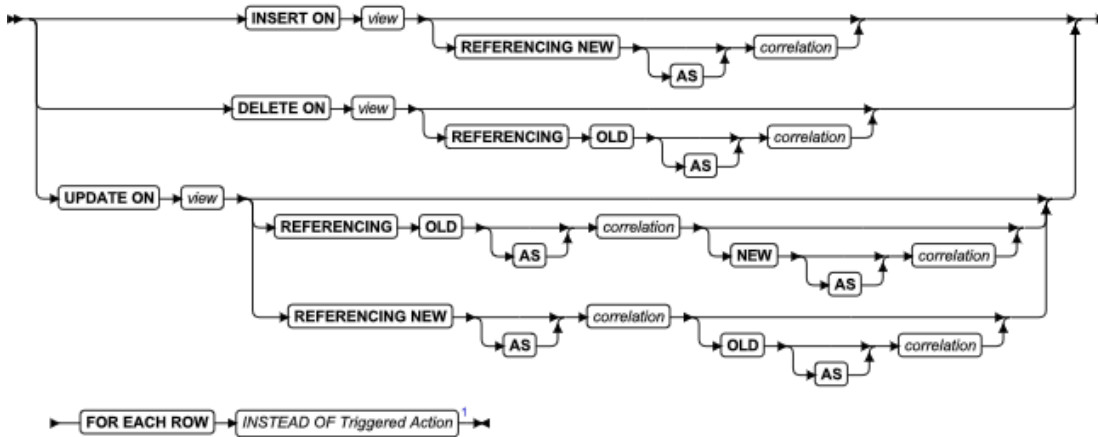 INSERT ON view
REFERENCING NEW AS correlation
DELETE ON view
REFERENCING OLD AS correlation
UPDATE ON view
REFERENCING OLD AS correlation NEW AS correlation
REFERENCING NEW AS correlation OLD AS correlation
FOR EACH ROW INSTEAD OF Triggered Action 1